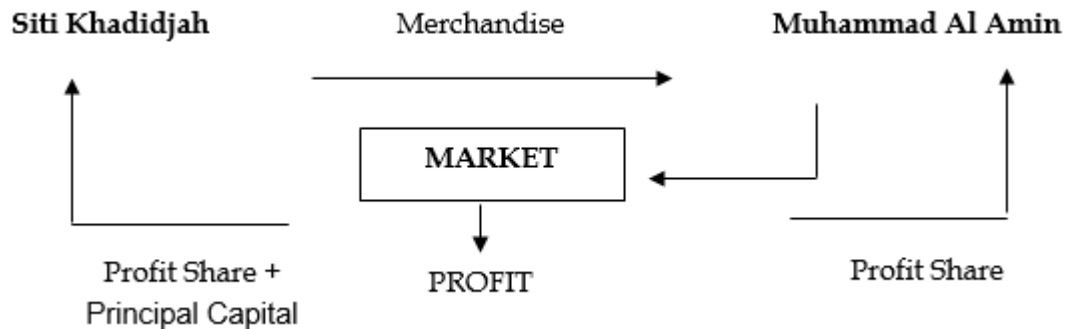 Siti Khadidjah
Merchandise
Muhammad Al Amin
MARKET
PROFIT
Profit Share +
Principal Capital
Profit Share